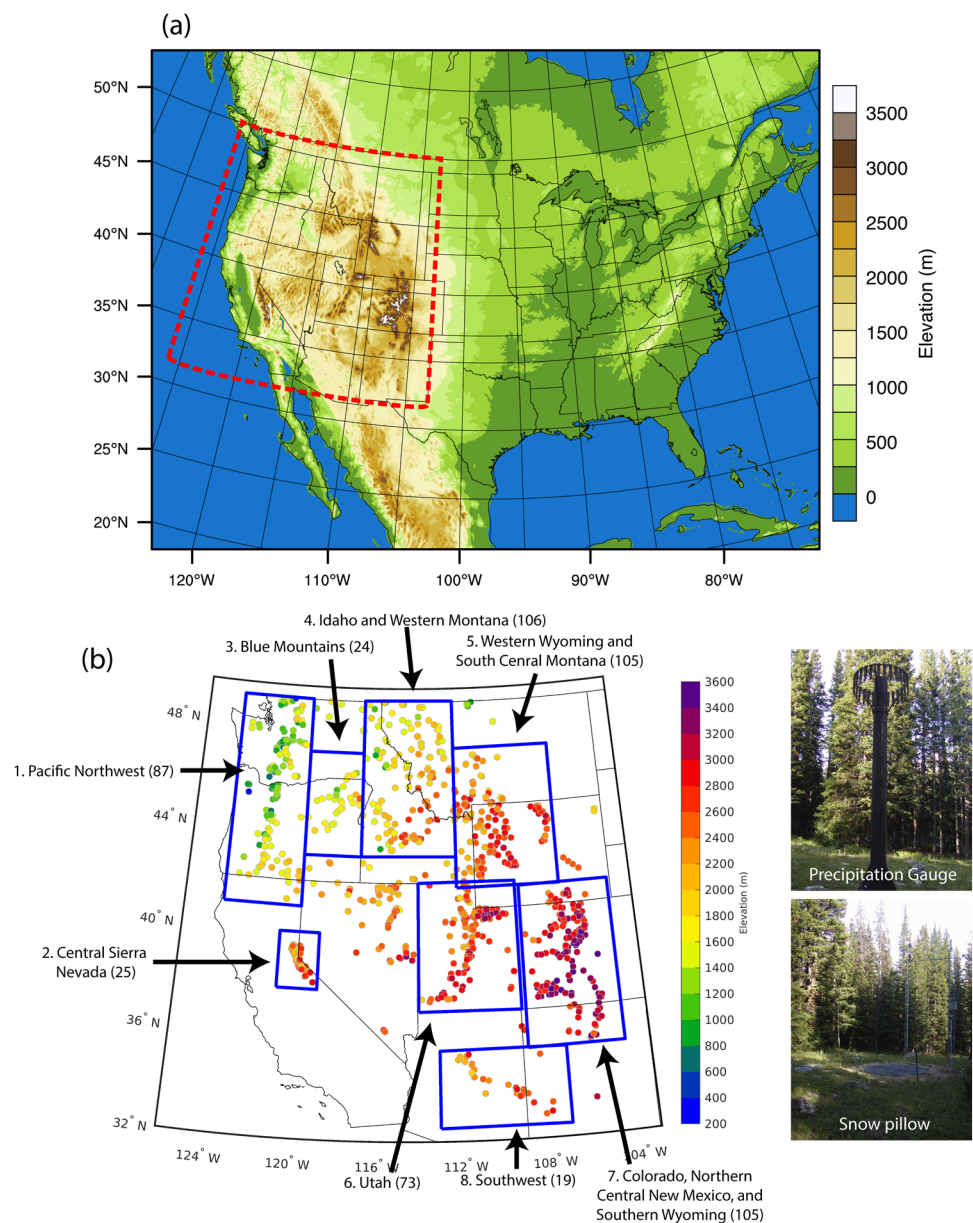 (a)
50°N
45°N
40°N
35°N
30°N
25°N
20°N
120°W
110°W
100°W
90°W
80°W
3500
3000
2500
2000
1500
1000
500
0
Elevation (m)
(b)
4. Idaho and Western Montana (106)
3. Blue Mountains (24)
5. Western Wyoming and
South Cenral Montana (105)
1. Pacific Northwest (87)
2. Central Sierra
Nevada (25)
48° N
44° N
40° N
36° N
32° N
124° W
120° W
116° W
112° W
108° W
104° W
6. Utah (73)
8. Southwest (19)
7. Colorado, Northern
Central New Mexico, and
Southern Wyoming (105)
3600
3400
3200
3000
2800
2600
2400
2200
2000
1800
1600
1400
1200
1000
800
600
400
200
Elevation (m)
Precipitation Gauge
Snow pillow